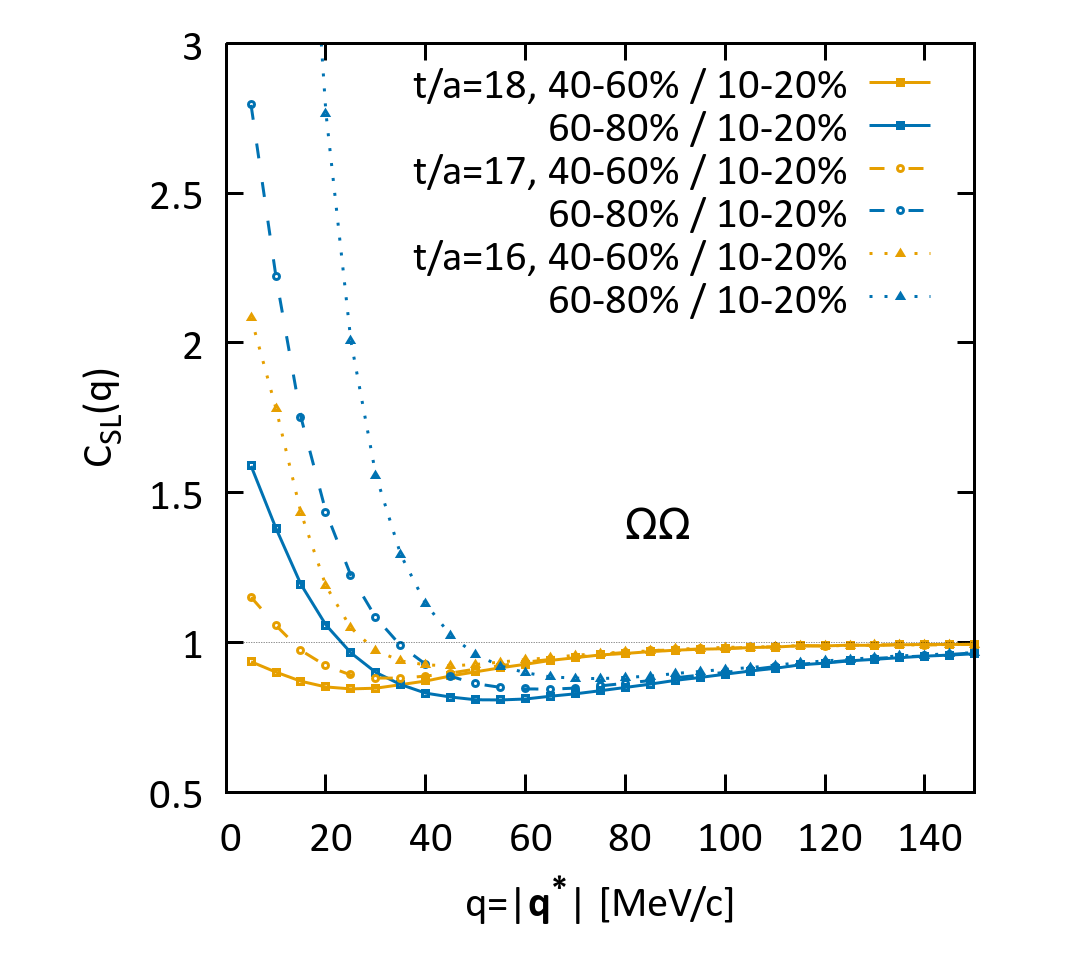 3
t/a=18, 40-60% / 10-20%
60-80% / 10-20%
t/a=17, 40-60% / 10-20%
2.5
60-80% / 10-20%
t/a=16, 40-60% / 10-20%
60-80% / 10-20%
2
C_SL(q)
1.5
ΩΩ
1
0.5
0 20 40 60 80 100 120 140
q=|q*| [MeV/c]